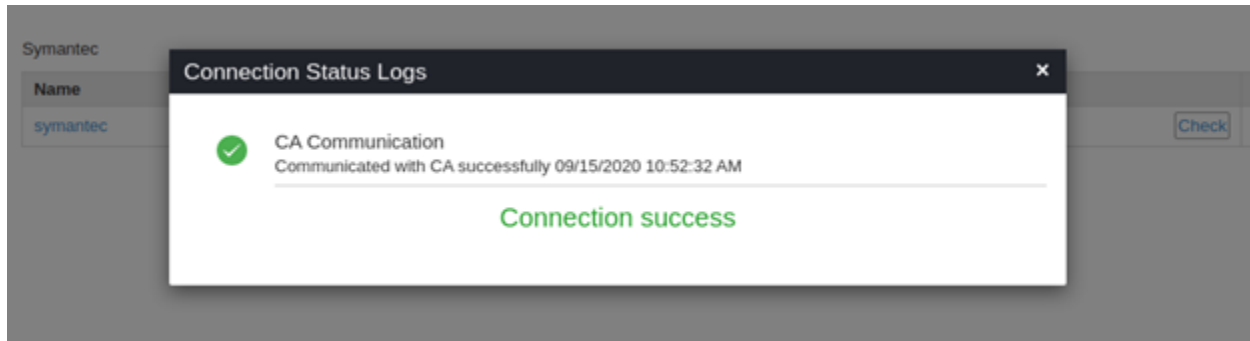 Symantec
Connection Status Logs ×
Name
symantec
Check
CA Communication
Communicated with CA successfully 09/15/2020 10:52:32 AM
Connection success